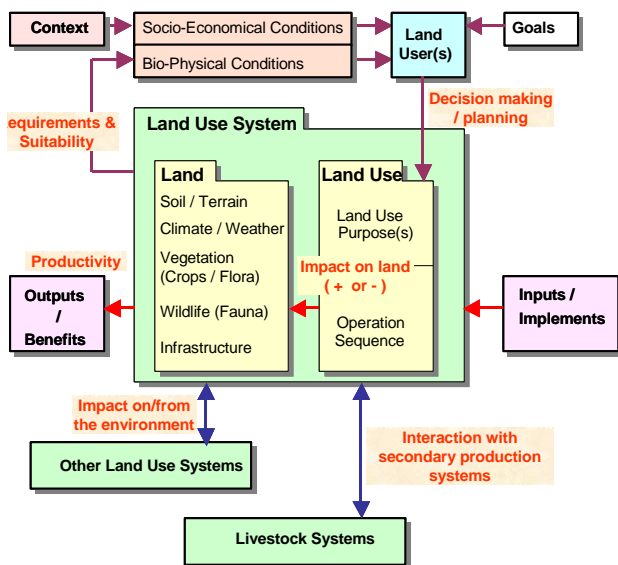 Context
Socio-Economical Conditions
Bio-Physical Conditions
Land
User(s)
Goals
equirements &
Suitability
Decision making
/ planning
Land Use System
Land
Soil / Terrain
Climate / Weather
Vegetation
(Crops / Flora)
Wildlife (Fauna)
Infrastructure
Land Use
Land Use
Purpose(s)
Impact on land
( + or - )
Operation
Sequence
Productivity
Outputs
/
Benefits
Inputs /
Implements
Impact on/from
the environment
Other Land Use Systems
Interaction with
secondary production
systems
Livestock Systems